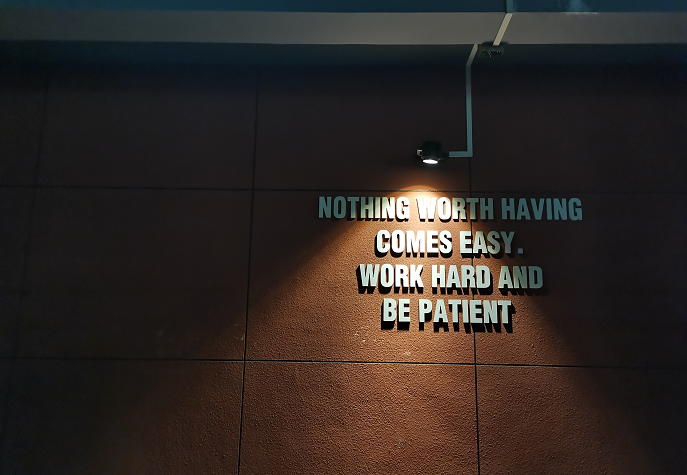 NOTHING WORTH HAVING
COMES EASY.
WORK HARD AND
BE PATIENT